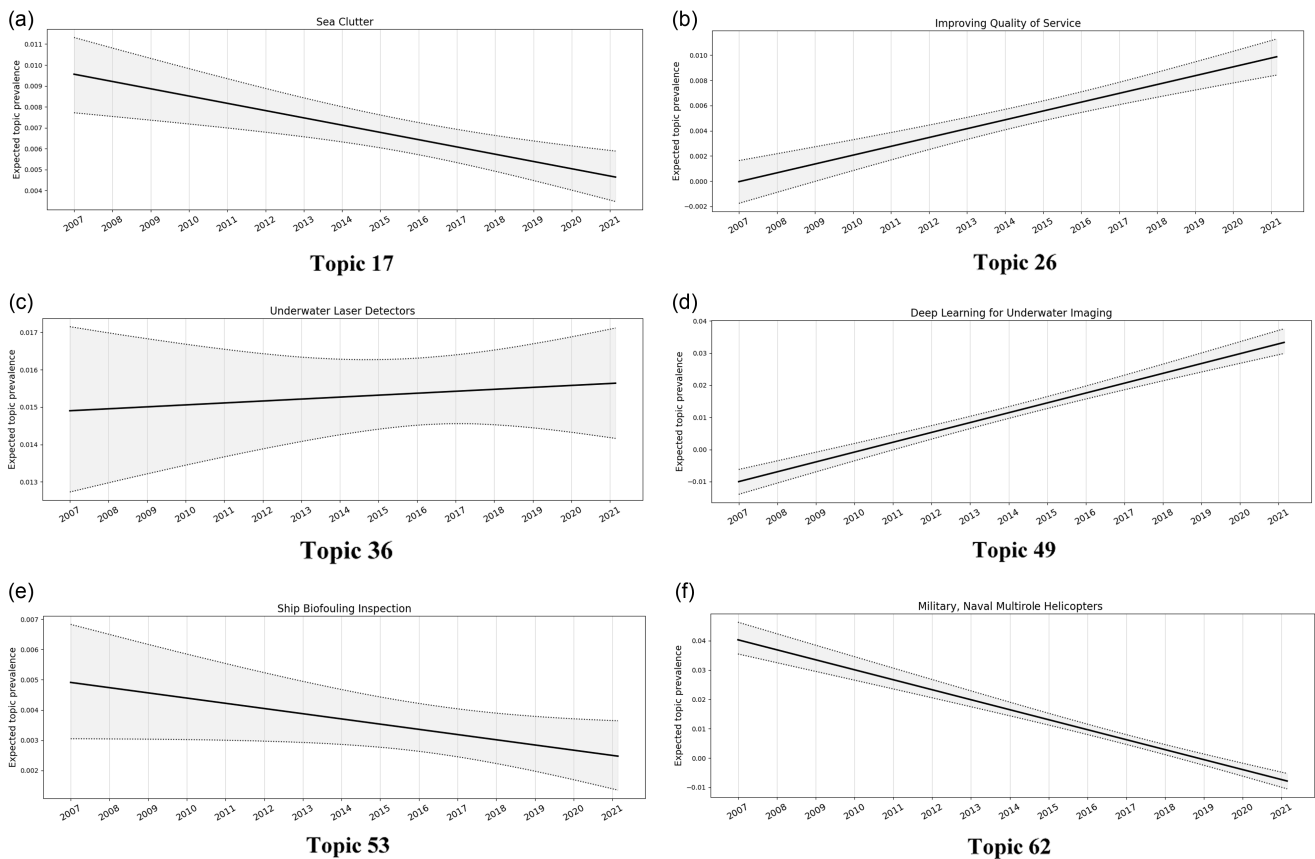 (a)
Sea Clutter
Expected topic prevalence
0.011
0.010
0.009
0.008
0.007
0.006
0.005
0.004
2007 2008 2009 2010 2011 2012 2013 2014 2015 2016 2017 2018 2019 2020 2021
Topic 17
(b)
Improving Quality of Service
Expected topic prevalence
0.010
0.008
0.006
0.004
0.002
0.000
−0.002
2007 2008 2009 2010 2011 2012 2013 2014 2015 2016 2017 2018 2019 2020 2021
Topic 26
(c)
Underwater Laser Detectors
Expected topic prevalence
0.017
0.016
0.015
0.014
0.013
2007 2008 2009 2010 2011 2012 2013 2014 2015 2016 2017 2018 2019 2020 2021
Topic 36
(d)
Deep Learning for Underwater Imaging
Expected topic prevalence
0.04
0.03
0.02
0.01
0.00
−0.01
2007 2008 2009 2010 2011 2012 2013 2014 2015 2016 2017 2018 2019 2020 2021
Topic 49
(e)
Ship Biofouling Inspection
Expected topic prevalence
0.007
0.006
0.005
0.004
0.003
0.002
2007 2008 2009 2010 2011 2012 2013 2014 2015 2016 2017 2018 2019 2020 2021
Topic 53
(f)
Military, Naval Multirole Helicopters
Expected topic prevalence
0.04
0.03
0.02
0.01
0.00
−0.01
2007 2008 2009 2010 2011 2012 2013 2014 2015 2016 2017 2018 2019 2020 2021
Topic 62